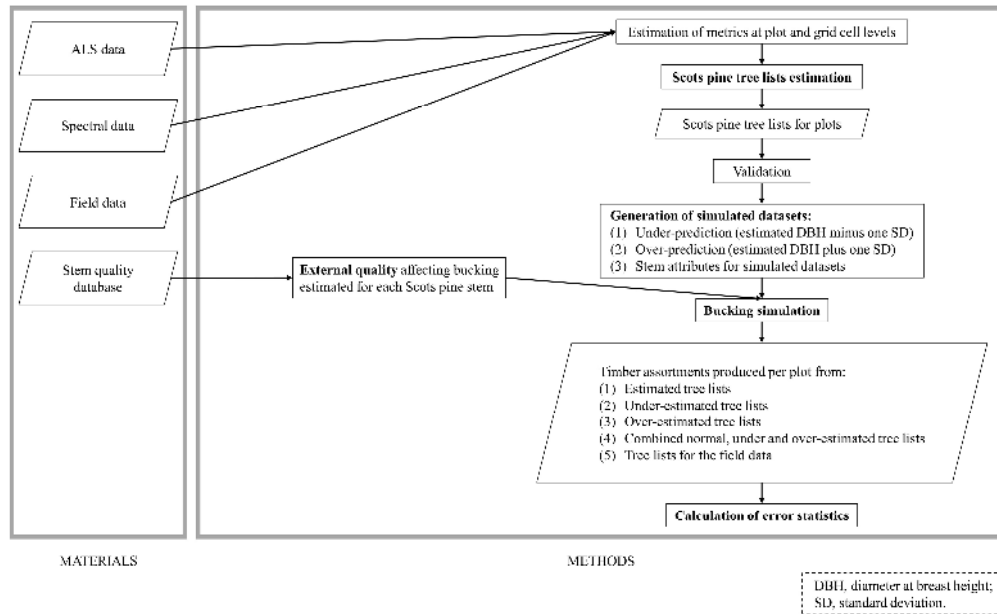 ALS data
Spectral data
Field data
Stem quality
database
MATERIALS
Estimation of metrics at plot and grid cell levels
Scots pine tree lists estimation
Scots pine tree lists for plots
Validation
Generation of simulated datasets:
(1) Under-prediction (estimated DBH minus one SD)
(2) Over-prediction (estimated DBH plus one SD)
(3) Stem attributes for simulated datasets
External quality affecting bucking
estimated for each Scots pine stem
Bucking simulation
Timber assortments produced per plot from:
(1) Estimated tree lists
(2) Under-estimated tree lists
(3) Over-estimated tree lists
(4) Combined normal, under and over-estimated tree lists
(5) Tree lists for the field data
Calculation of error statistics
METHODS
DBH, diameter at breast height;
SD, standard deviation.